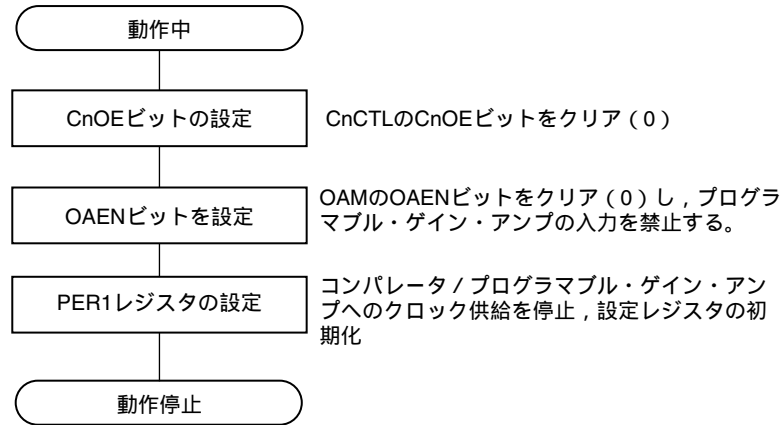 動作中
CnOEビットの設定
CnCTLのCnOEビットをクリア（0）
OAENビットを設定
OAMのOAENビットをクリア（0）し，プログラ
マブル・ゲイン・アンプの入力を禁止する。
PER1レジスタの設定
コンパレータ／プログラマブル・ゲイン・アン
プへのクロック供給を停止，設定レジスタの初
期化
動作停止